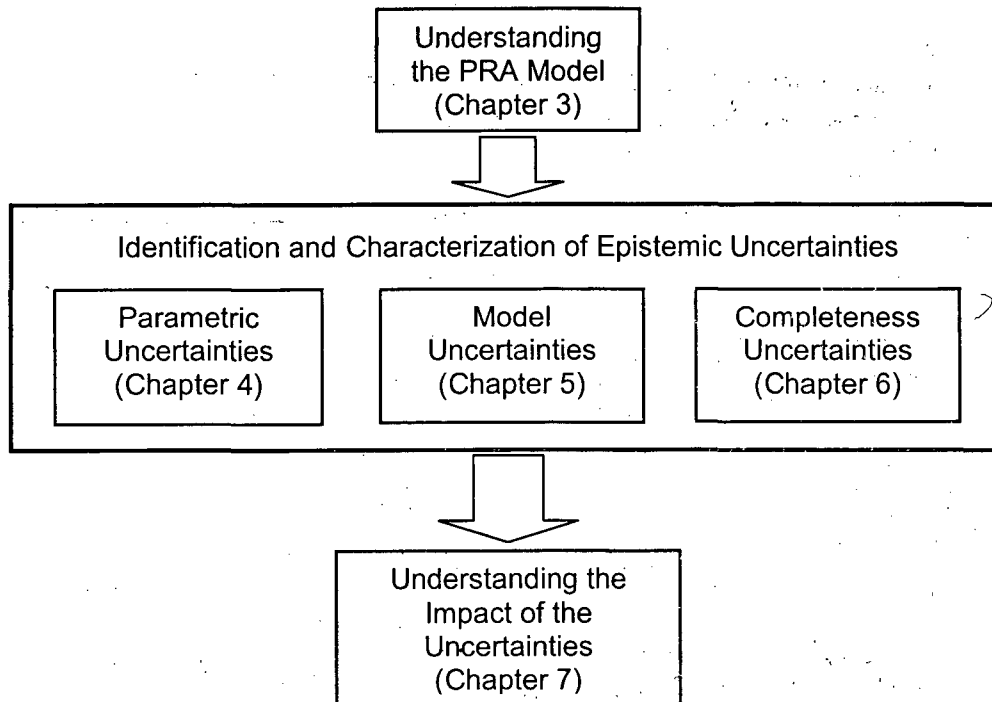 Understanding
the PRA Model
(Chapter 3)
Identification and Characterization of Epistemic Uncertainties
Parametric
Uncertainties
(Chapter 4)
Model
Uncertainties
(Chapter 5)
Completeness
Uncertainties
(Chapter 6)
Understanding the
Impact of the
Uncertainties
(Chapter 7)